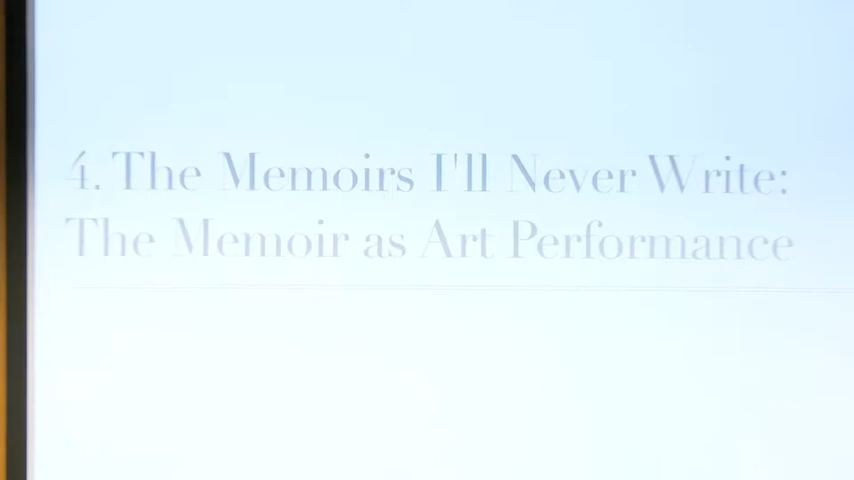 4. The Memoirs I'll Never Write:
The Memoir as Art Performance